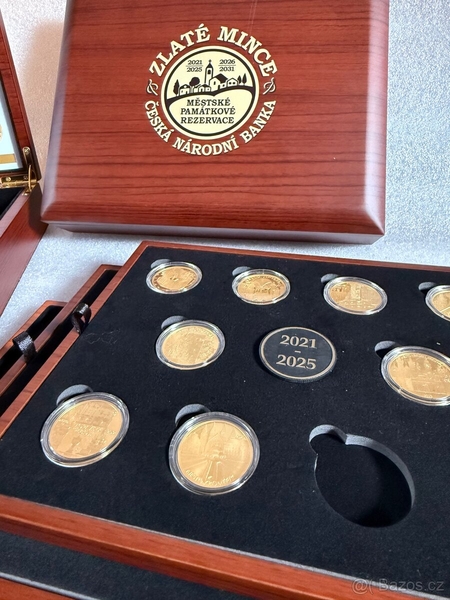 ZLATÉ MINCE
2021 2026
2025 2031
MĚSTSKÉ
PAMÁTKOVÉ
REZERVACE
ČESKÁ NÁRODNÍ BANKA
2021
–
2025
Bazos.cz